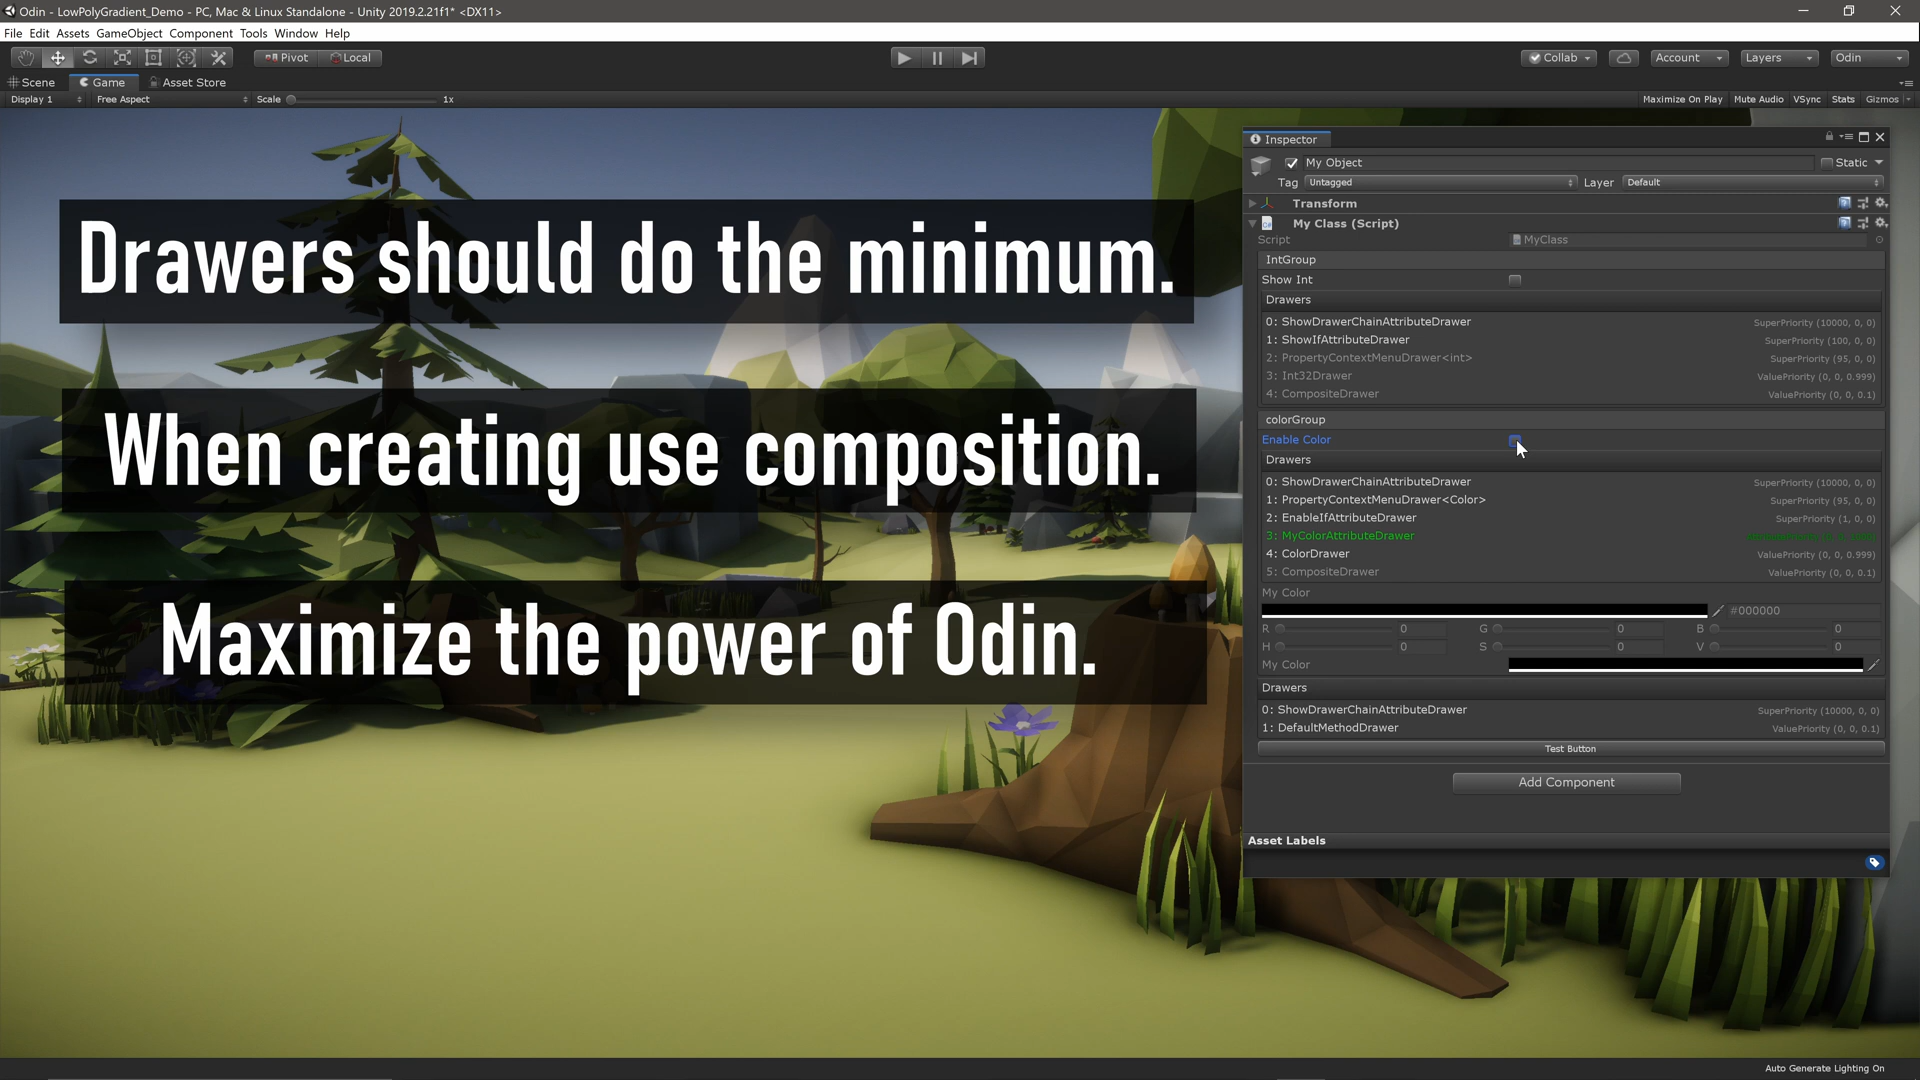 Odin - LowPolyGradient_Demo - PC, Mac & Linux Standalone - Unity 2019.2.21f1* <DX11>
File Edit Assets GameObject Component Tools Window Help
Pivot Local Collab Account Layers Odin
Scene Game Asset Store
Display 1 Free Aspect Scale 1x Maximize On Play Mute Audio VSync Stats Gizmos
Drawers should do the minimum.
When creating use composition.
Maximize the power of Odin.
Inspector
My Object Static
Tag Untagged Layer Default
Transform
My Class (Script)
Script MyClass
IntGroup
Show Int
Drawers
0: ShowDrawerChainAttributeDrawer SuperPriority (10000, 0, 0)
1: ShowIfAttributeDrawer SuperPriority (100, 0, 0)
2: PropertyContextMenuDrawer<int> SuperPriority (95, 0, 0)
3: Int32Drawer ValuePriority (0, 0, 0.999)
4: CompositeDrawer ValuePriority (0, 0, 0.1)
colorGroup
Enable Color
Drawers
0: ShowDrawerChainAttributeDrawer SuperPriority (10000, 0, 0)
1: PropertyContextMenuDrawer<Color> SuperPriority (95, 0, 0)
2: EnableIfAttributeDrawer SuperPriority (1, 0, 0)
3: MyColorAttributeDrawer
4: ColorDrawer ValuePriority (0, 0, 0.999)
5: CompositeDrawer ValuePriority (0, 0, 0.1)
My Color
#000000
R 0 G 0 B 0
H 0 S 0 V 0
My Color
Drawers
0: ShowDrawerChainAttributeDrawer SuperPriority (10000, 0, 0)
1: DefaultMethodDrawer ValuePriority (0, 0, 0.1)
Test Button
Add Component
Asset Labels
Auto Generate Lighting On